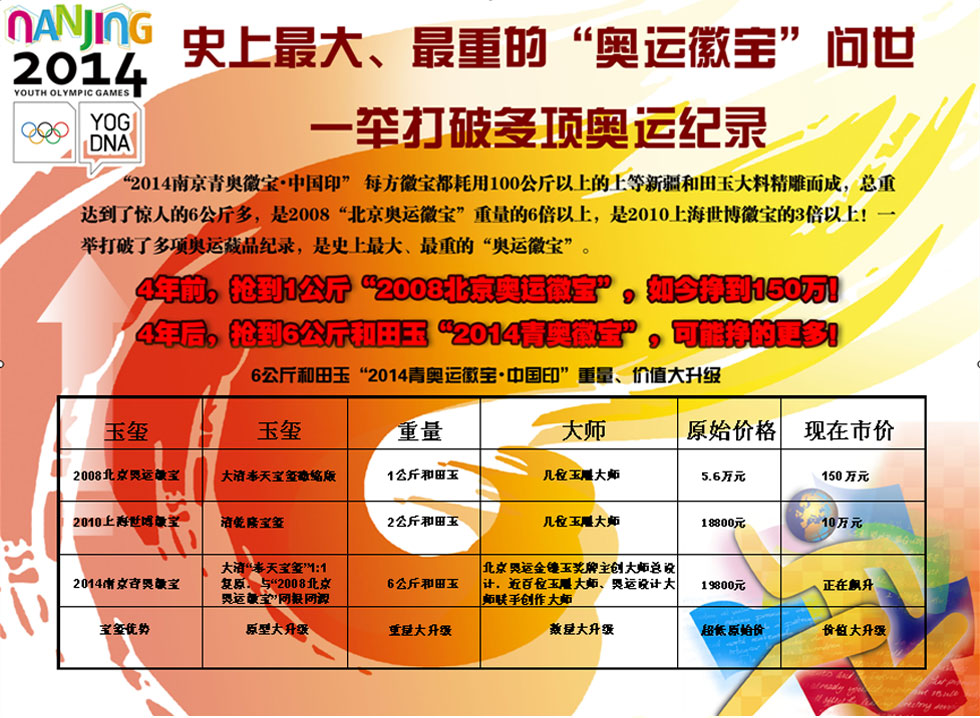 NANJING
2014
YOUTH OLYMPIC GAMES
YOG
DNA
史上最大、最重的“奥运徽宝”问世
一举打破多项奥运纪录
“2014南京青奥徽宝·中国印” 每方徽宝都耗用100公斤以上的上等新疆和田玉大料精雕而成，总重
达到了惊人的6公斤多，是2008“北京奥运徽宝”重量的6倍以上，是2010上海世博徽宝的3倍以上！一
举打破了多项奥运藏品纪录，是史上最大、最重的“奥运徽宝”。
4年前，抢到1公斤“2008北京奥运徽宝”，如今挣到150万！
4年后，抢到6公斤和田玉“2014青奥徽宝”，可能挣的更多！
6公斤和田玉“2014青奥运徽宝·中国印”重量、价值大升级
玉玺 玉玺 重量 大师 原始价格 现在市价
2008北京奥运徽宝 大清奉天宝玺微缩版 1公斤和田玉 几位玉雕大师 5.6万元 150万元
2010上海世博徽宝 清乾隆宝玺 2公斤和田玉 几位玉雕大师 18800元 10万元
2014南京青奥徽宝 大清“奉天宝玺”1:1
复原，与“2008北京
奥运徽宝”同根同源 6公斤和田玉 北京奥运金镶玉奖牌主创大师总设
计，近百位玉雕大师、奥运设计大
师联手创作大师 19800元 正在飙升
宝玺优势 原型大升级 重量大升级 数量大升级 超低原始价 价值大升级